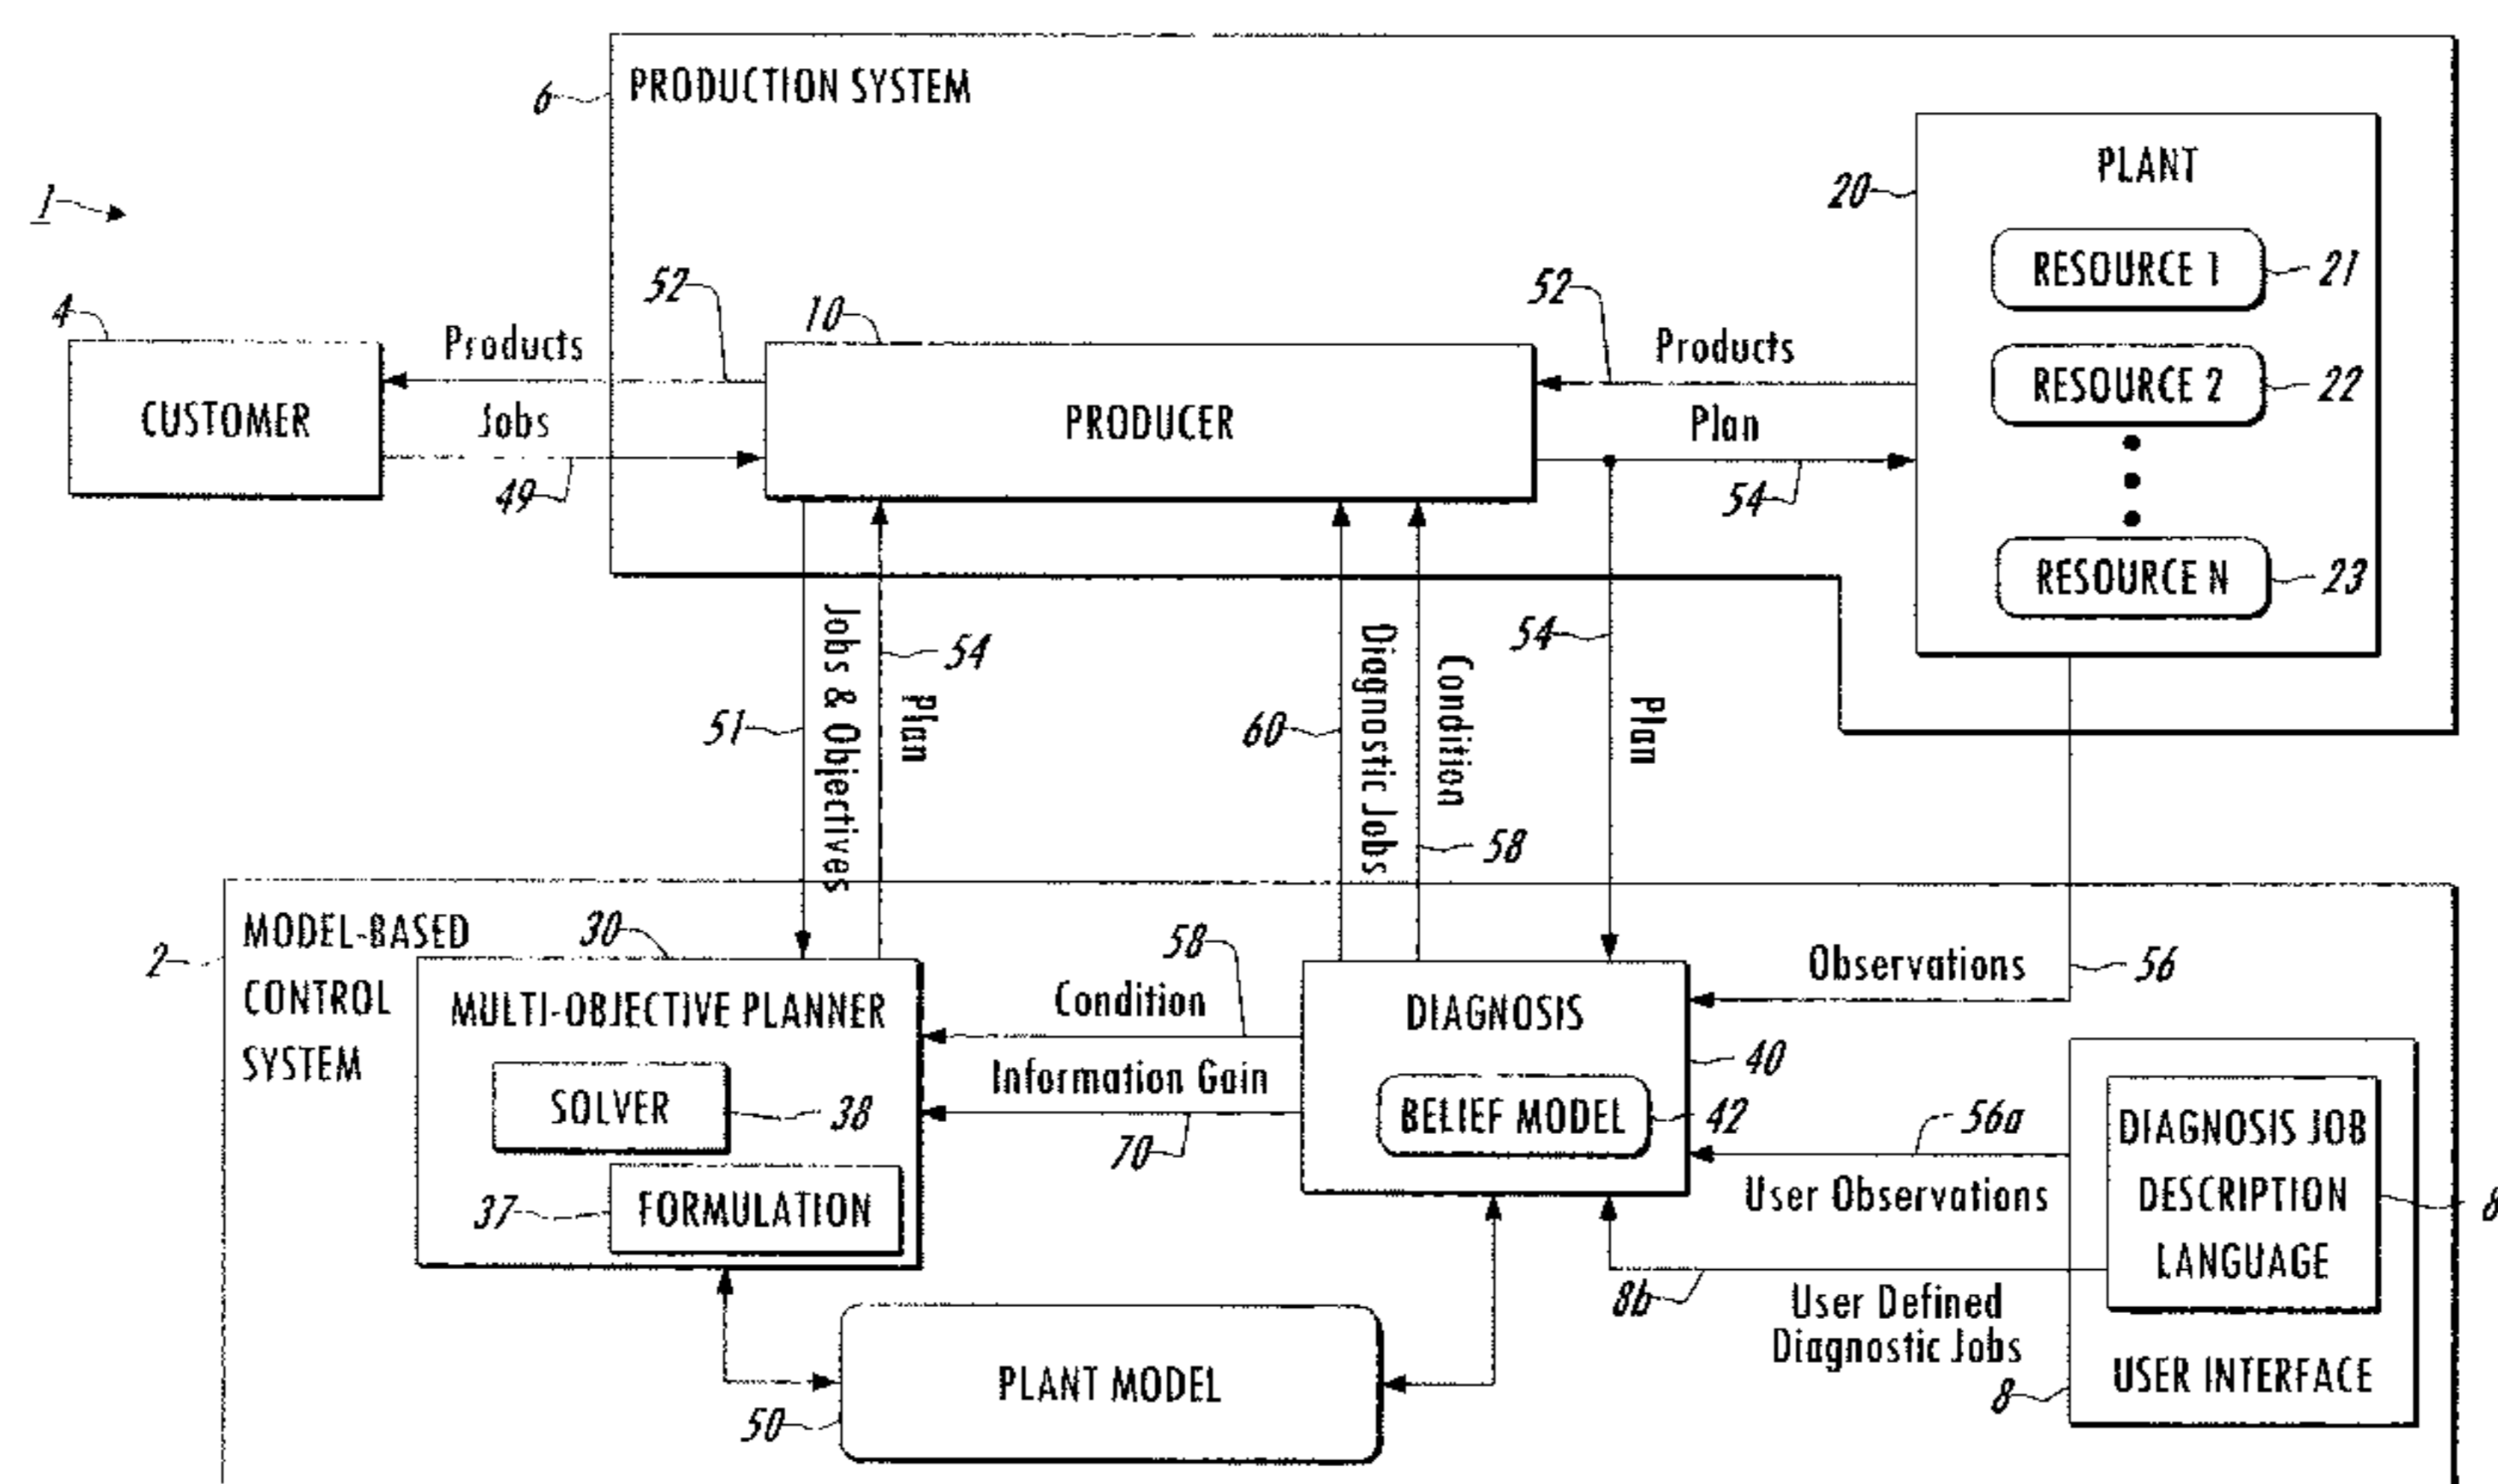 PRODUCTION SYSTEM
6
PLANT
20
1
RESOURCE 1
21
52
52
4
10
Products
Products
RESOURCE 2
22
CUSTOMER
PRODUCER
Jobs
Plan
49
54
RESOURCE N
23
Jobs & Objectives
54
Plan
51
Diagnostic Jobs
60
Condition
58
54
Plan
MODEL-BASED
CONTROL
SYSTEM
2
30
MULTI-OBJECTIVE PLANNER
SOLVER
38
FORMULATION
37
58
Condition
Information Gain
70
DIAGNOSIS
40
BELIEF MODEL
42
Observations
56
56a
User Observations
DIAGNOSIS JOB
DESCRIPTION
LANGUAGE
8b
User Defined
Diagnostic Jobs
USER INTERFACE
8
PLANT MODEL
50